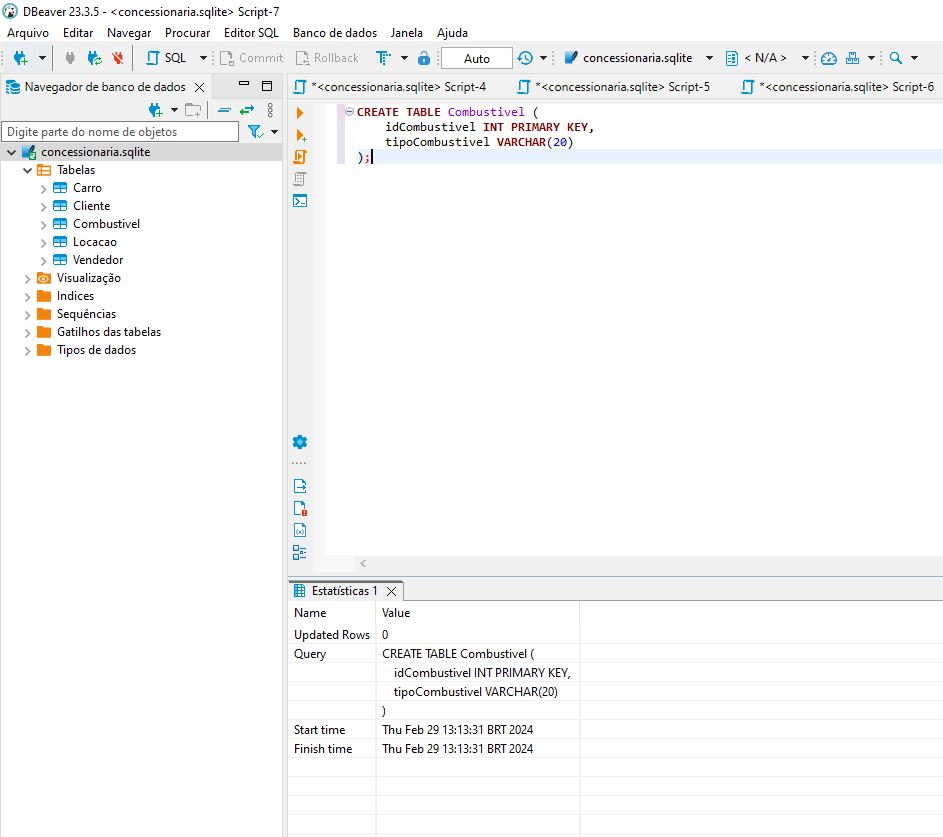 DBeaver 23.3.5 - <concessionaria.sqlite> Script-7
Arquivo Editar Navegar Procurar Editor SQL Banco de dados Janela Ajuda
SQL Commit Rollback Auto concessionaria.sqlite < N/A >
Navegador de banco de dados
*<concessionaria.sqlite> Script-4 *<concessionaria.sqlite> Script-5 *<concessionaria.sqlite> Script-6
Digite parte do nome de objetos
concessionaria.sqlite
Tabelas
Carro
Cliente
Combustivel
Locacao
Vendedor
Visualização
Indices
Sequências
Gatilhos das tabelas
Tipos de dados
CREATE TABLE Combustivel (
idCombustivel INT PRIMARY KEY,
tipoCombustivel VARCHAR(20)
);
Estatísticas 1
Name Value
Updated Rows 0
Query CREATE TABLE Combustivel (
idCombustivel INT PRIMARY KEY,
tipoCombustivel VARCHAR(20)
)
Start time Thu Feb 29 13:13:31 BRT 2024
Finish time Thu Feb 29 13:13:31 BRT 2024